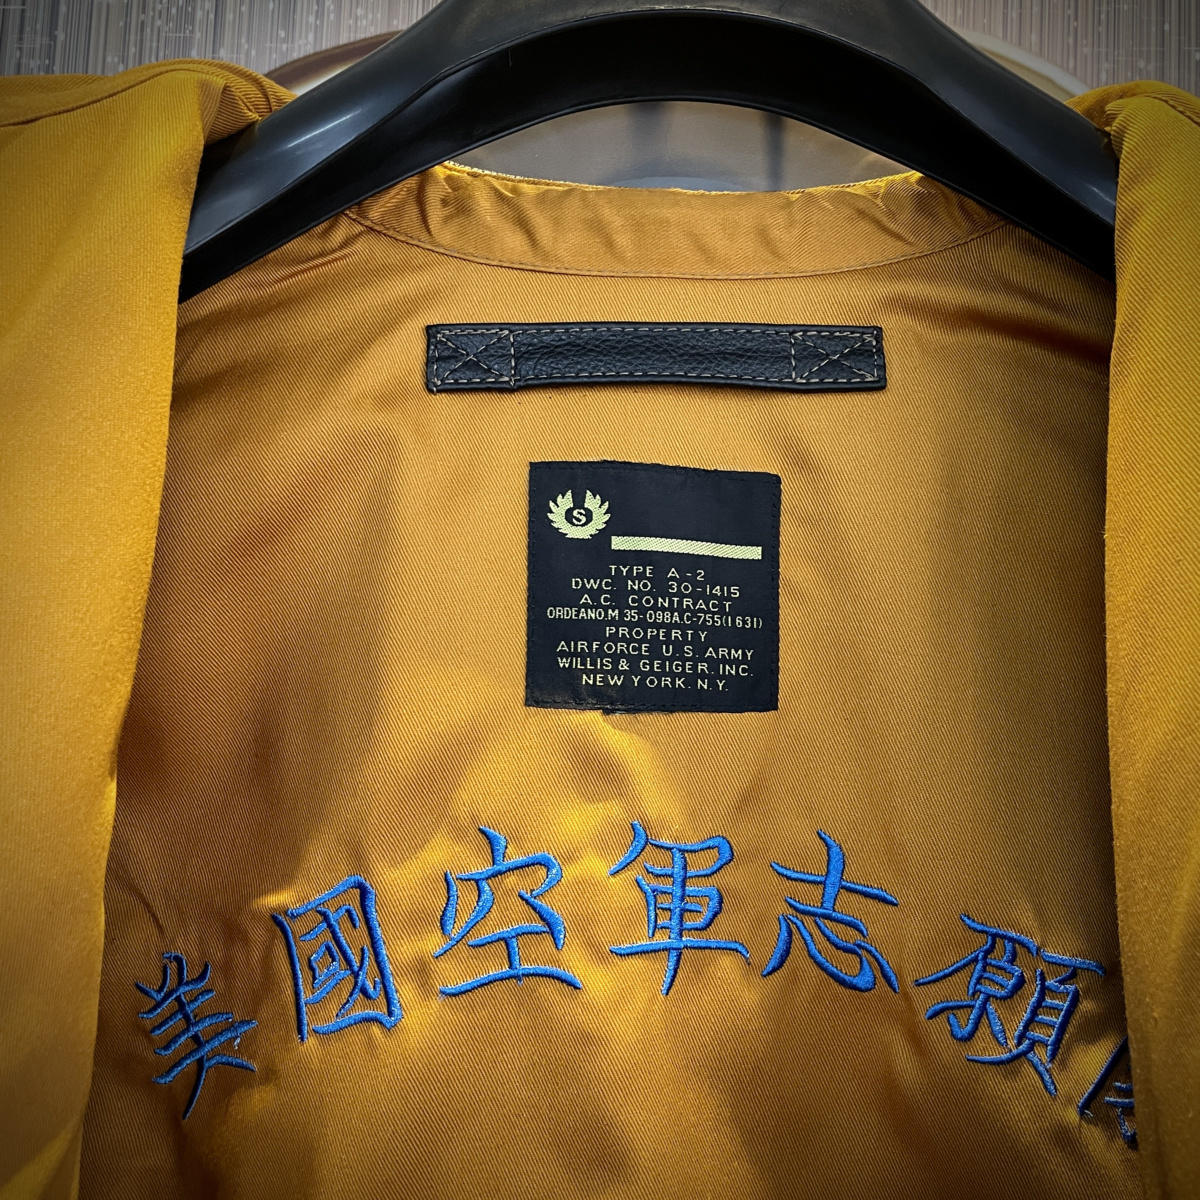 S
TYPE A-2
DWC. NO. 30-1415
A.C. CONTRACT
ORDEANO.M 35-098A.C-755(1631)
PROPERTY
AIRFORCE U.S. ARMY
WILLIS & GEIGER. INC.
NEW YORK. N.Y.
美國空軍志願